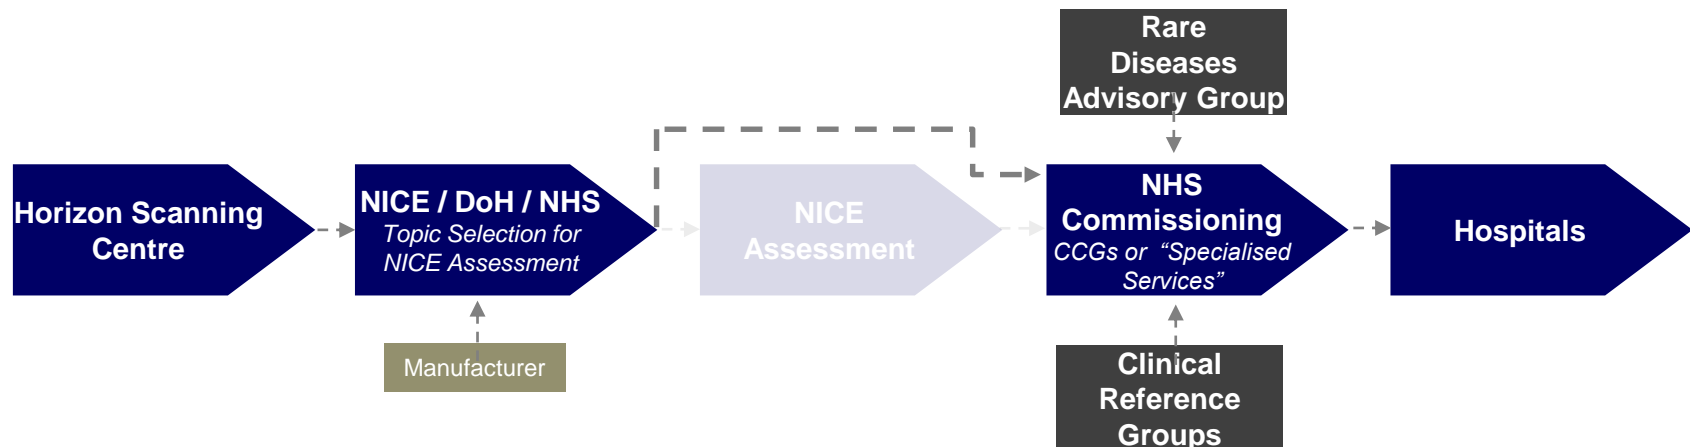 Rare
Diseases
Advisory Group
Horizon Scanning
Centre
NICE / DoH / NHS
Topic Selection for
NICE Assessment
NICE
Assessment
NHS
Commissioning
CCGs or “Specialised
Services”
Hospitals
Manufacturer
Clinical
Reference
Groups